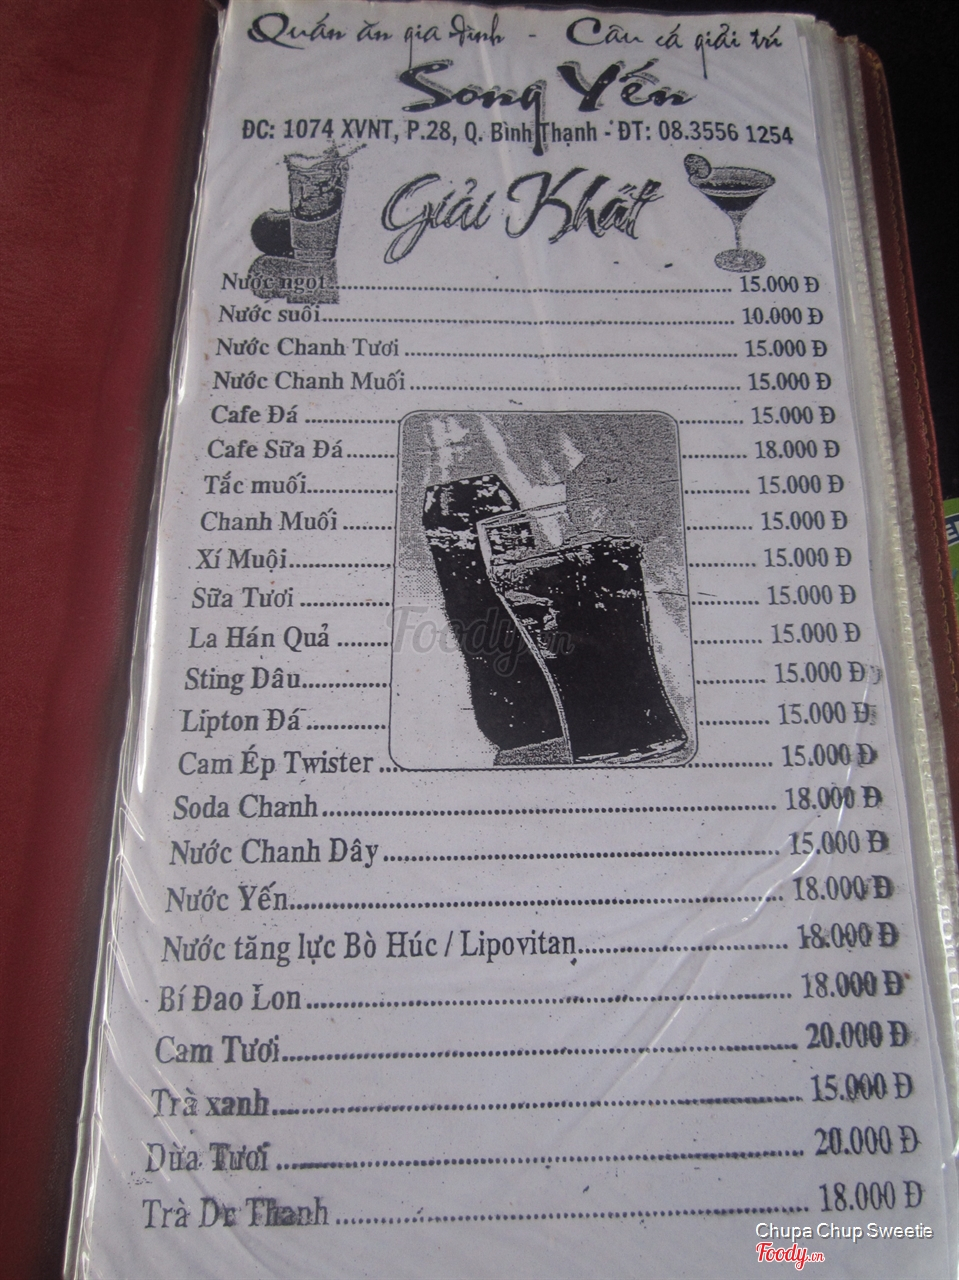 Quán ăn gia đình - Câu cá giải trí
Song Yến
ĐC: 1074 XVNT, P.28, Q. Bình Thạnh - ĐT: 08.3556 1254
Giải Khát
Nước ngọt........ 15.000 Đ
Nước suối........ 10.000 Đ
Nước Chanh Tươi ........ 15.000 Đ
Nước Chanh Muối ........ 15.000 Đ
Cafe Đá ........ 15.000 Đ
Cafe Sữa Đá........ 18.000 Đ
Tắc muối........ 15.000 Đ
Chanh Muối ........ 15.000 Đ
Xí Muội........ 15.000 Đ
Sữa Tươi ........ 15.000 Đ
La Hán Quả ........ 15.000 Đ
Sting Dâu........ 15.000 Đ
Lipton Đá ........ 15.000 Đ
Cam Ép Twister ........ 15.000 Đ
Soda Chanh ........ 18.000 Đ
Nước Chanh Dây ........ 15.000 Đ
Nước Yến........ 18.000 Đ
Nước tăng lực Bò Húc / Lipovitan........ 18.000 Đ
Bí Đao Lon ........ 18.000 Đ
Cam Tươi........ 20.000 Đ
Trà xanh........ 15.000 Đ
Dừa Tươi ........ 20.000 Đ
Trà Dr Thanh ........ 18.000 Đ
Foody.vn
Chupa Chup Sweetie
Foody.vn